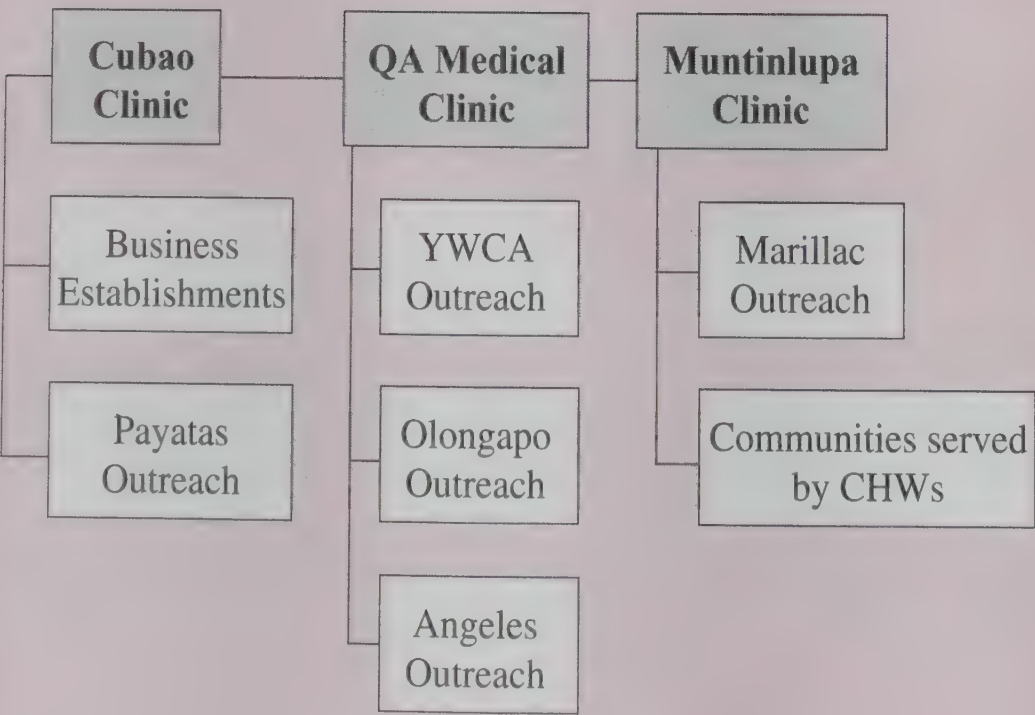 Cubao
Clinic
QA Medical
Clinic
Muntinlupa
Clinic
Business
Establishments
YWCA
Outreach
Marillac
Outreach
Payatas
Outreach
Olongapo
Outreach
Communities served
by CHWs
Angeles
Outreach